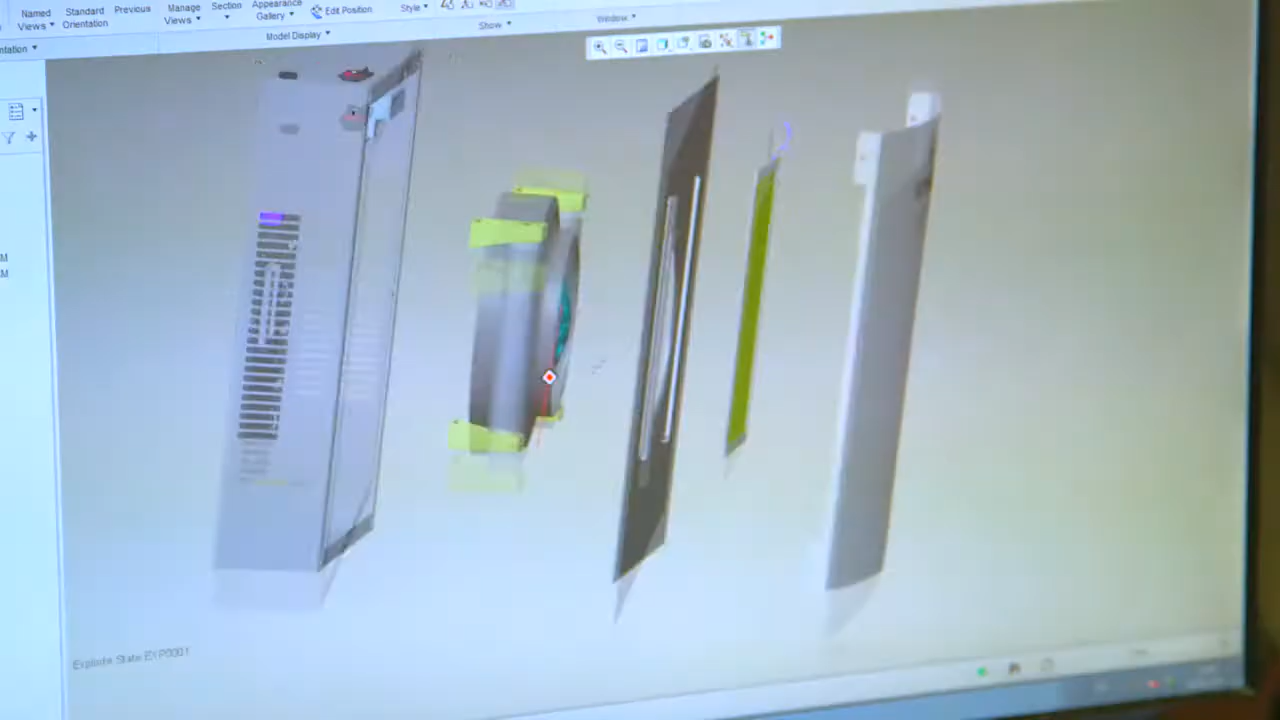 Named Views
Standard Orientation
Previous
Manage Views
Section
Appearance Gallery
Edit Position
Style
ntation
Model Display
Show
Window
M
M
Explode State:EXP0001